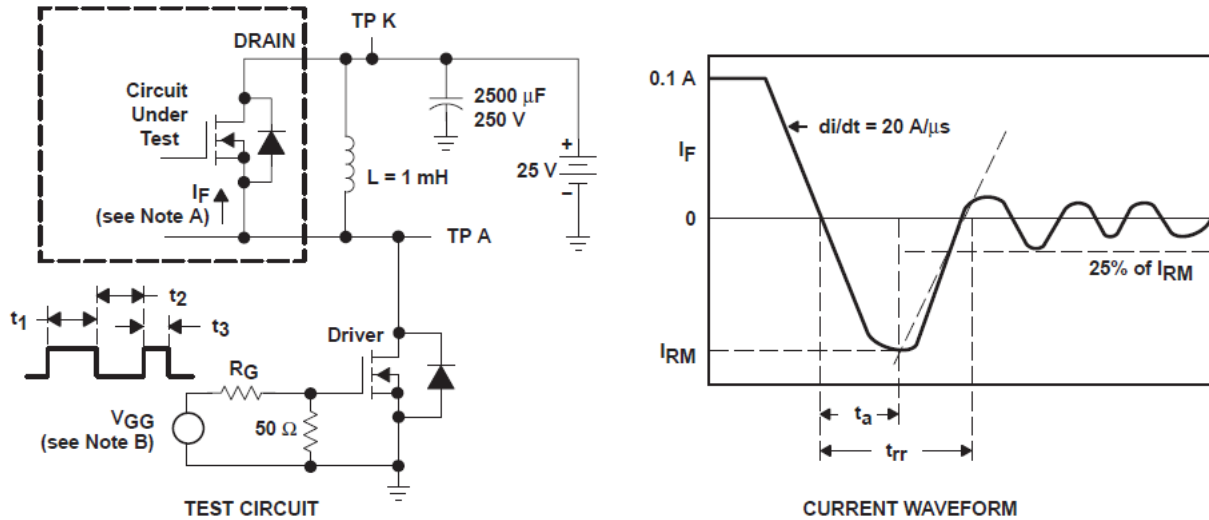 TP K
DRAIN
Circuit
Under
Test
2500 µF
250 V
+
25 V
−
L = 1 mH
IF
(see Note A)
TP A
t2
t1
t3
Driver
RG
VGG
(see Note B)
50 Ω
TEST CIRCUIT
0.1 A
di/dt = 20 A/µs
IF
0
25% of IRM
IRM
ta
trr
CURRENT WAVEFORM